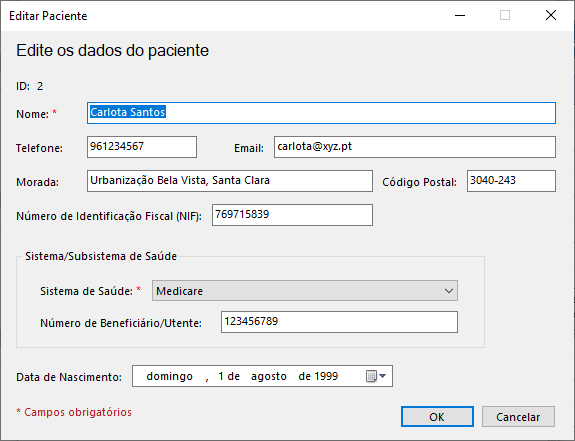 Editar Paciente
Edite os dados do paciente
ID: 2
Nome: * Carlota Santos
Telefone: 961234567 Email: carlota@xyz.pt
Morada: Urbanização Bela Vista, Santa Clara Código Postal: 3040-243
Número de Identificação Fiscal (NIF): 769715839
Sistema/Subsistema de Saúde
Sistema de Saúde: * Medicare
Número de Beneficiário/Utente: 123456789
Data de Nascimento: domingo , 1 de agosto de 1999
* Campos obrigatórios
OK Cancelar